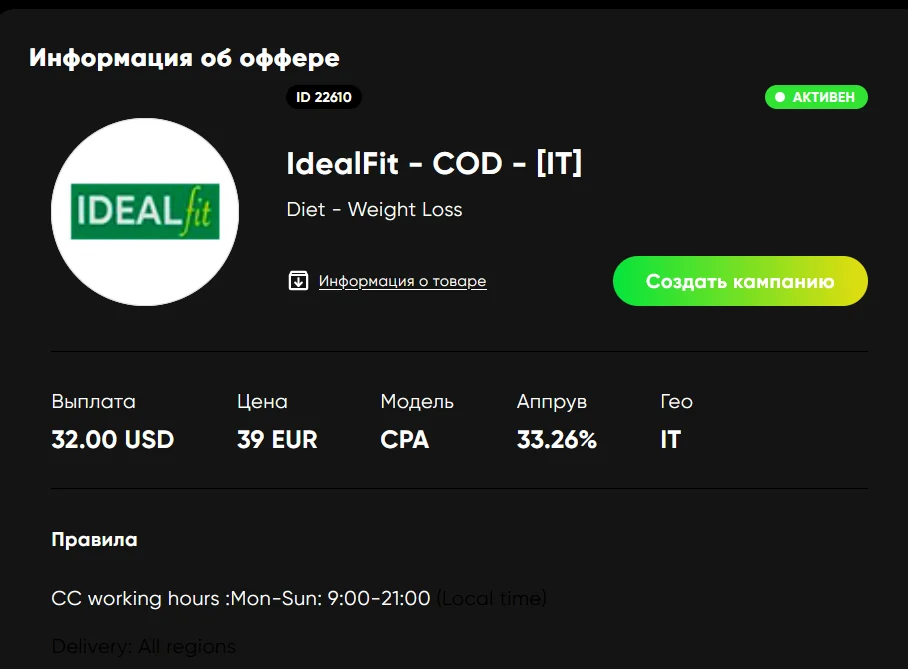 Информация об оффере
ID 22610
АКТИВЕН
IDEALfit
IdealFit - COD - [IT]
Diet - Weight Loss
Информация о товаре
Создать кампанию
Выплата Цена Модель Аппрув Гео
32.00 USD 39 EUR CPA 33.26% IT
Правила
CC working hours :Mon-Sun: 9:00-21:00 (Local time)
Delivery: All regions